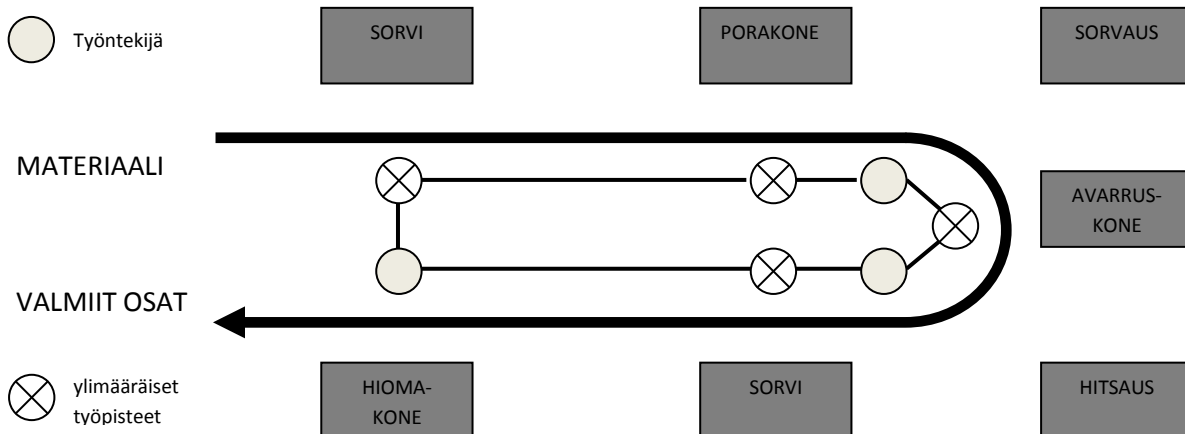 SORVI
PORAKONE
SORVAUS
Työntekijä
MATERIAALI
AVARRUS-
KONE
VALMIIT OSAT
ylimääräiset
työpisteet
HIOMA-
KONE
SORVI
HITSAUS